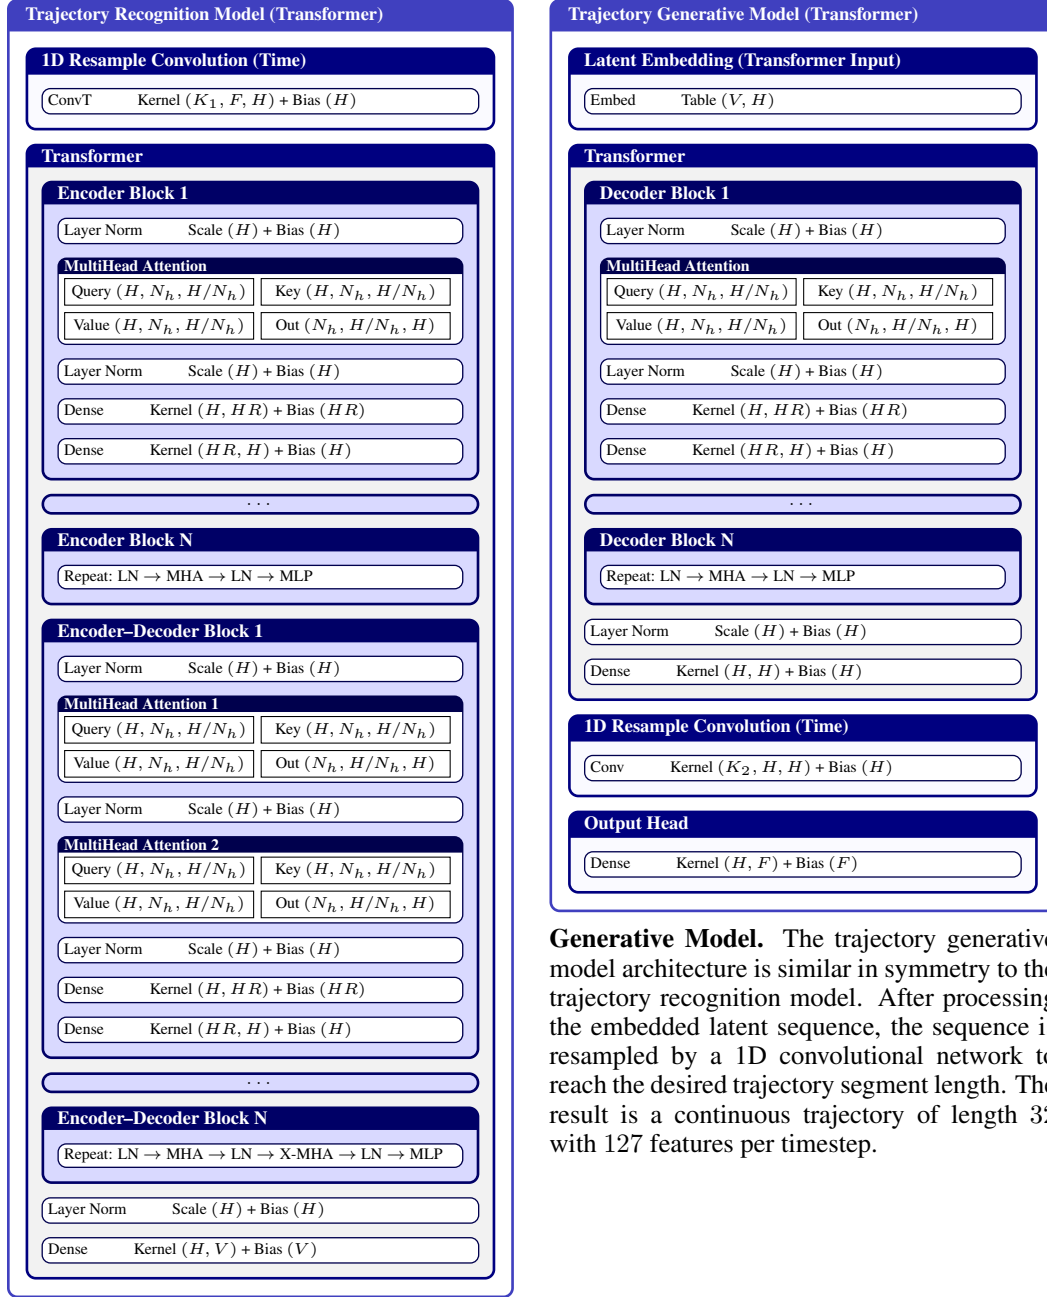 Trajectory Recognition Model (Transformer)
1D Resample Convolution (Time)
ConvT Kernel (K₁, F, H) + Bias (H)
Transformer
Encoder Block 1
Layer Norm Scale (H) + Bias (H)
MultiHead Attention
Query (H, Nₕ, H/Nₕ) Key (H, Nₕ, H/Nₕ)
Value (H, Nₕ, H/Nₕ) Out (Nₕ, H/Nₕ, H)
Layer Norm Scale (H) + Bias (H)
Dense Kernel (H, HR) + Bias (HR)
Dense Kernel (HR, H) + Bias (H)
...
Encoder Block N
Repeat: LN → MHA → LN → MLP
Encoder–Decoder Block 1
Layer Norm Scale (H) + Bias (H)
MultiHead Attention 1
Query (H, Nₕ, H/Nₕ) Key (H, Nₕ, H/Nₕ)
Value (H, Nₕ, H/Nₕ) Out (Nₕ, H/Nₕ, H)
Layer Norm Scale (H) + Bias (H)
MultiHead Attention 2
Query (H, Nₕ, H/Nₕ) Key (H, Nₕ, H/Nₕ)
Value (H, Nₕ, H/Nₕ) Out (Nₕ, H/Nₕ, H)
Layer Norm Scale (H) + Bias (H)
Dense Kernel (H, HR) + Bias (HR)
Dense Kernel (HR, H) + Bias (H)
...
Encoder–Decoder Block N
Repeat: LN → MHA → LN → X-MHA → LN → MLP
Layer Norm Scale (H) + Bias (H)
Dense Kernel (H, V) + Bias (V)
Trajectory Generative Model (Transformer)
Latent Embedding (Transformer Input)
Embed Table (V, H)
Transformer
Decoder Block 1
Layer Norm Scale (H) + Bias (H)
MultiHead Attention
Query (H, Nₕ, H/Nₕ) Key (H, Nₕ, H/Nₕ)
Value (H, Nₕ, H/Nₕ) Out (Nₕ, H/Nₕ, H)
Layer Norm Scale (H) + Bias (H)
Dense Kernel (H, HR) + Bias (HR)
Dense Kernel (HR, H) + Bias (H)
...
Decoder Block N
Repeat: LN → MHA → LN → MLP
Layer Norm Scale (H) + Bias (H)
Dense Kernel (H, H) + Bias (H)
1D Resample Convolution (Time)
Conv Kernel (K₂, H, H) + Bias (H)
Output Head
Dense Kernel (H, F) + Bias (F)
Generative Model. The trajectory generative
model architecture is similar in symmetry to the
trajectory recognition model. After processing
the embedded latent sequence, the sequence i
resampled by a 1D convolutional network to
reach the desired trajectory segment length. The
result is a continuous trajectory of length 32
with 127 features per timestep.